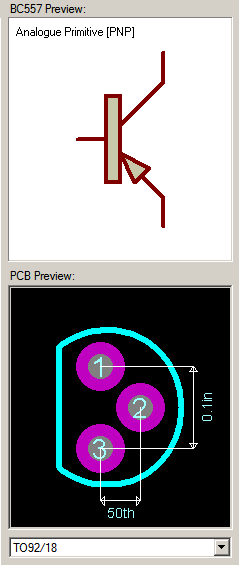 BC557 Preview:
Analogue Primitive [PNP]
PCB Preview:
1
2
3
0.1in
50th
TO92/18